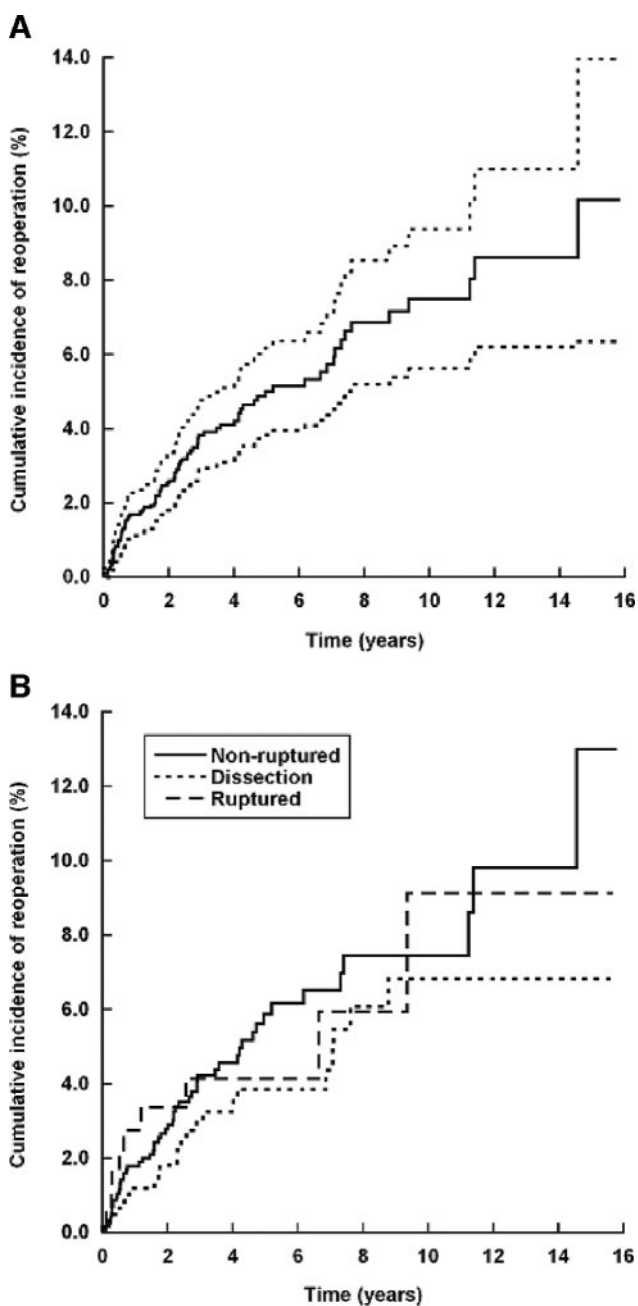 A
14.0
12.0
10.0
8.0
6.0
4.0
2.0
0.0
Cumulative incidence of reoperation (%)
0 2 4 6 8 10 12 14 16
Time (years)
B
14.0
12.0
10.0
8.0
6.0
4.0
2.0
0.0
Cumulative incidence of reoperation (%)
Non-ruptured
Dissection
Ruptured
0 2 4 6 8 10 12 14 16
Time (years)